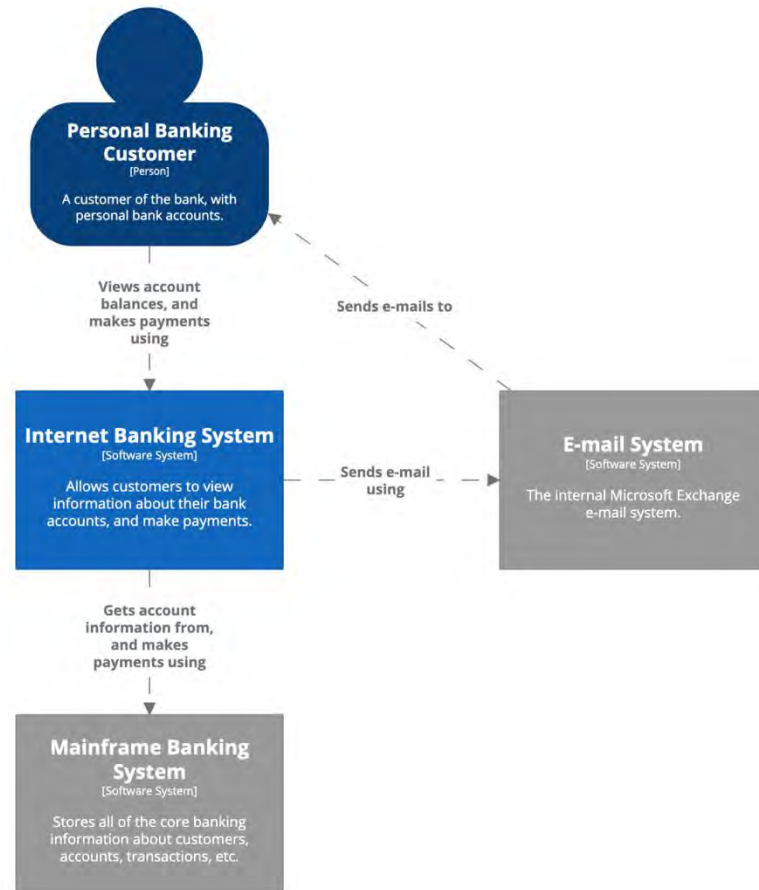 Personal Banking
Customer
[Person]
A customer of the bank, with
personal bank accounts.
Views account
balances, and
makes payments
using
Sends e-mails to
Internet Banking System
[Software System]
Allows customers to view
information about their bank
accounts, and make payments.
Sends e-mail
using
E-mail System
[Software System]
The internal Microsoft Exchange
e-mail system.
Gets account
information from,
and makes
payments using
Mainframe Banking
System
[Software System]
Stores all of the core banking
information about customers,
accounts, transactions, etc.